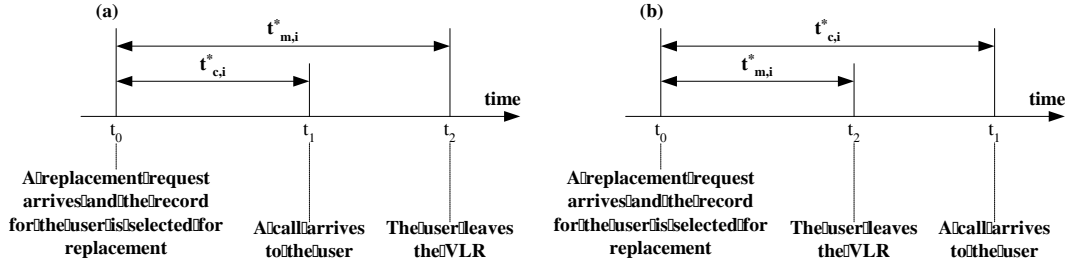 (a)
t*m,i
t*c,i
time
t0
t1
t2
A replacement request
arrives and the record
for the user is selected for
replacement
A call arrives
to the user
The user leaves
the VLR
(b)
t*c,i
t*m,i
time
t0
t2
t1
A replacement request
arrives and the record
for the user is selected for
replacement
The user leaves
the VLR
A call arrives
to the user